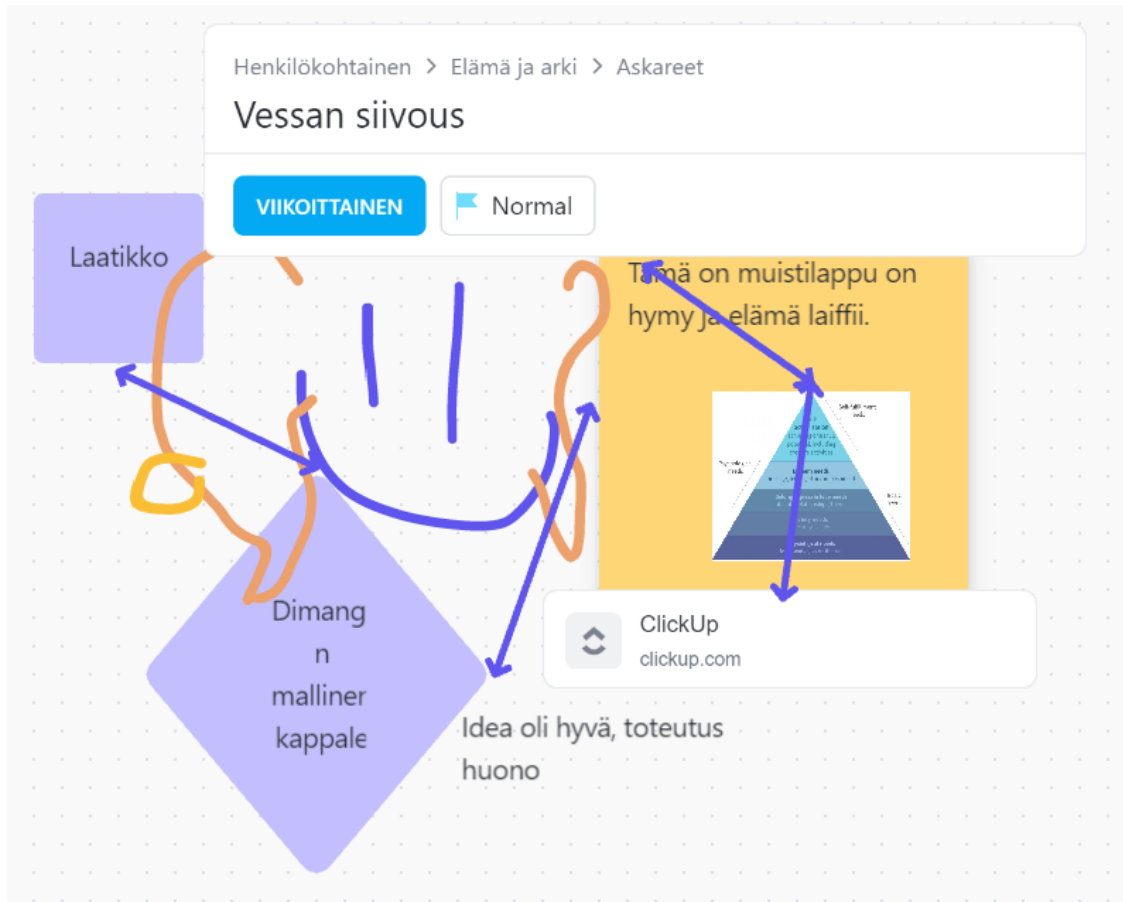 Henkilökohtainen > Elämä ja arki > Askareet
Vessan siivous
VIIKOITTAINEN
Normal
Laatikko
Tämä on muistilappu on
hymy ja elämä laiffii.
ClickUp
clickup.com
Dimang
n
malliner
kappale
Idea oli hyvä, toteutus
huono